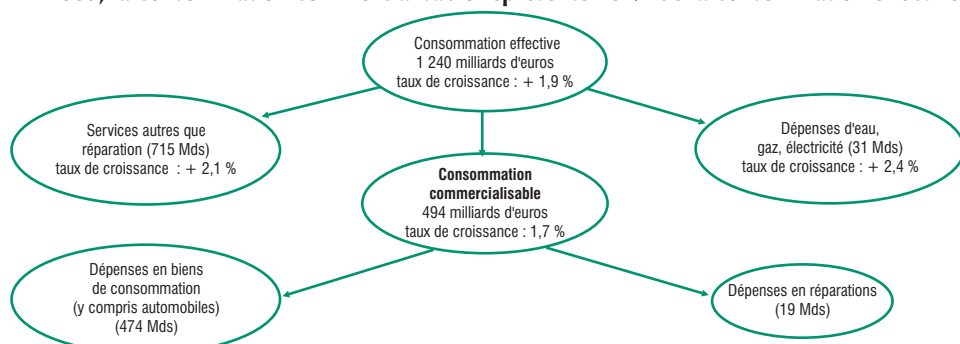 Consommation effective
1 240 milliards d'euros
taux de croissance : + 1,9 %
Services autres que
réparation (715 Mds)
taux de croissance : + 2,1 %
Dépenses d'eau,
gaz, électricité (31 Mds)
taux de croissance : + 2,4 %
Consommation
commercialisable
494 milliards d'euros
taux de croissance : 1,7 %
Dépenses en biens
de consommation
(y compris automobiles)
(474 Mds)
Dépenses en réparations
(19 Mds)